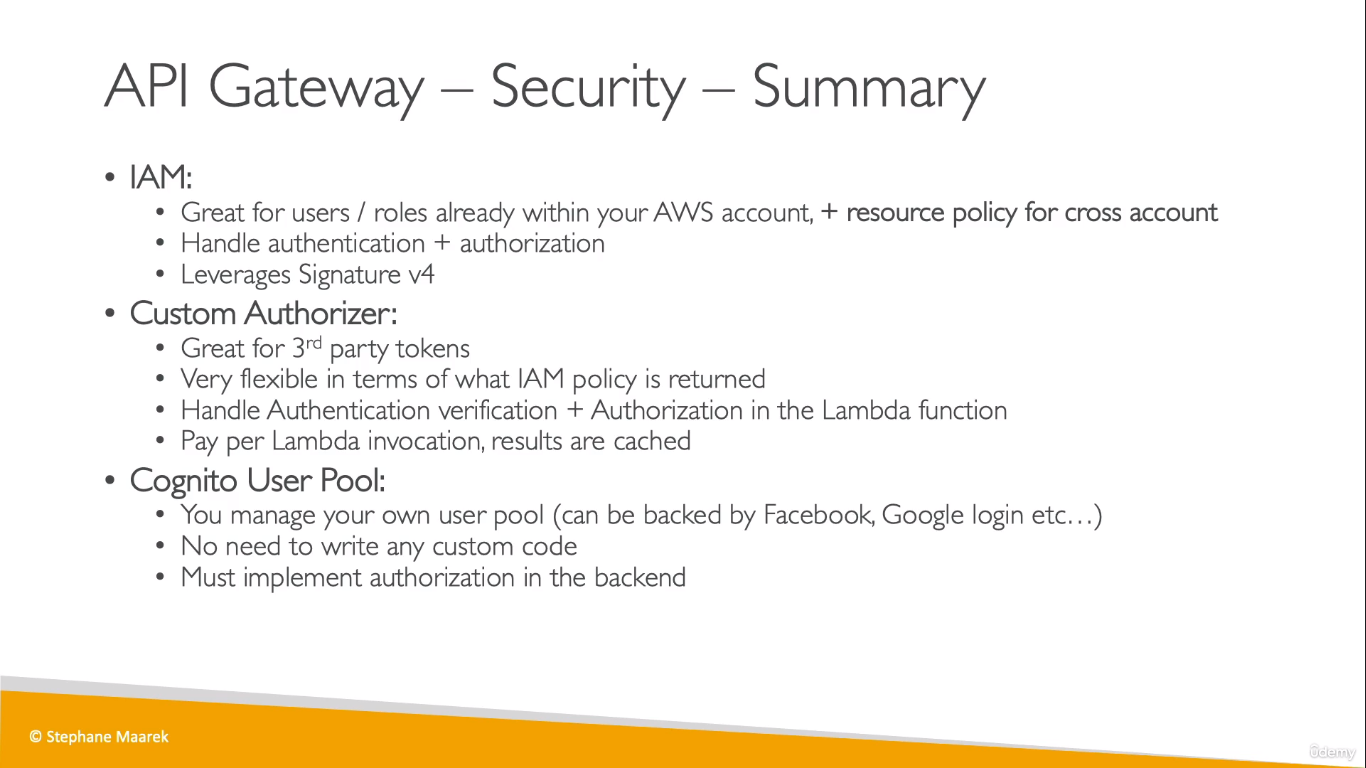 API Gateway – Security – Summary
• IAM:
• Great for users / roles already within your AWS account, + resource policy for cross account
• Handle authentication + authorization
• Leverages Signature v4
• Custom Authorizer:
• Great for 3rd party tokens
• Very flexible in terms of what IAM policy is returned
• Handle Authentication verification + Authorization in the Lambda function
• Pay per Lambda invocation, results are cached
• Cognito User Pool:
• You manage your own user pool (can be backed by Facebook, Google login etc…)
• No need to write any custom code
• Must implement authorization in the backend
© Stephane Maarek
ûdemy